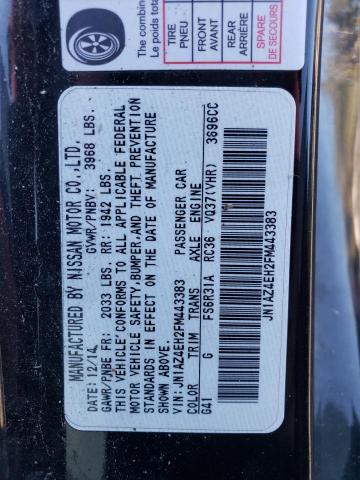 The combin
Le poids tota
TIRE
PNEU
FRONT
AVANT
REAR
ARRIÈRE
SPARE
DE SECOURS
MANUFACTURED BY NISSAN MOTOR CO.,LTD.
12/14 GVWR/PNBV: 3968 LBS.
GAWR/PNBE FR: 2033 LBS. RR: 1942 LBS.
THIS VEHICLE CONFORMS TO ALL APPLICABLE FEDERAL
MOTOR VEHICLE SAFETY,BUMPER,AND THEFT PREVENTION
STANDARDS IN EFFECT ON THE DATE OF MANUFACTURE
SHOWN ABOVE.
VIN: JN1AZ4EH2FM443383 PASSENGER CAR
COLOR TRIM TRANS AXLE ENGINE
G41 G FS6R31A RC36 VQ37(VHR) 3696CC
JN1AZ4EH2FM443383